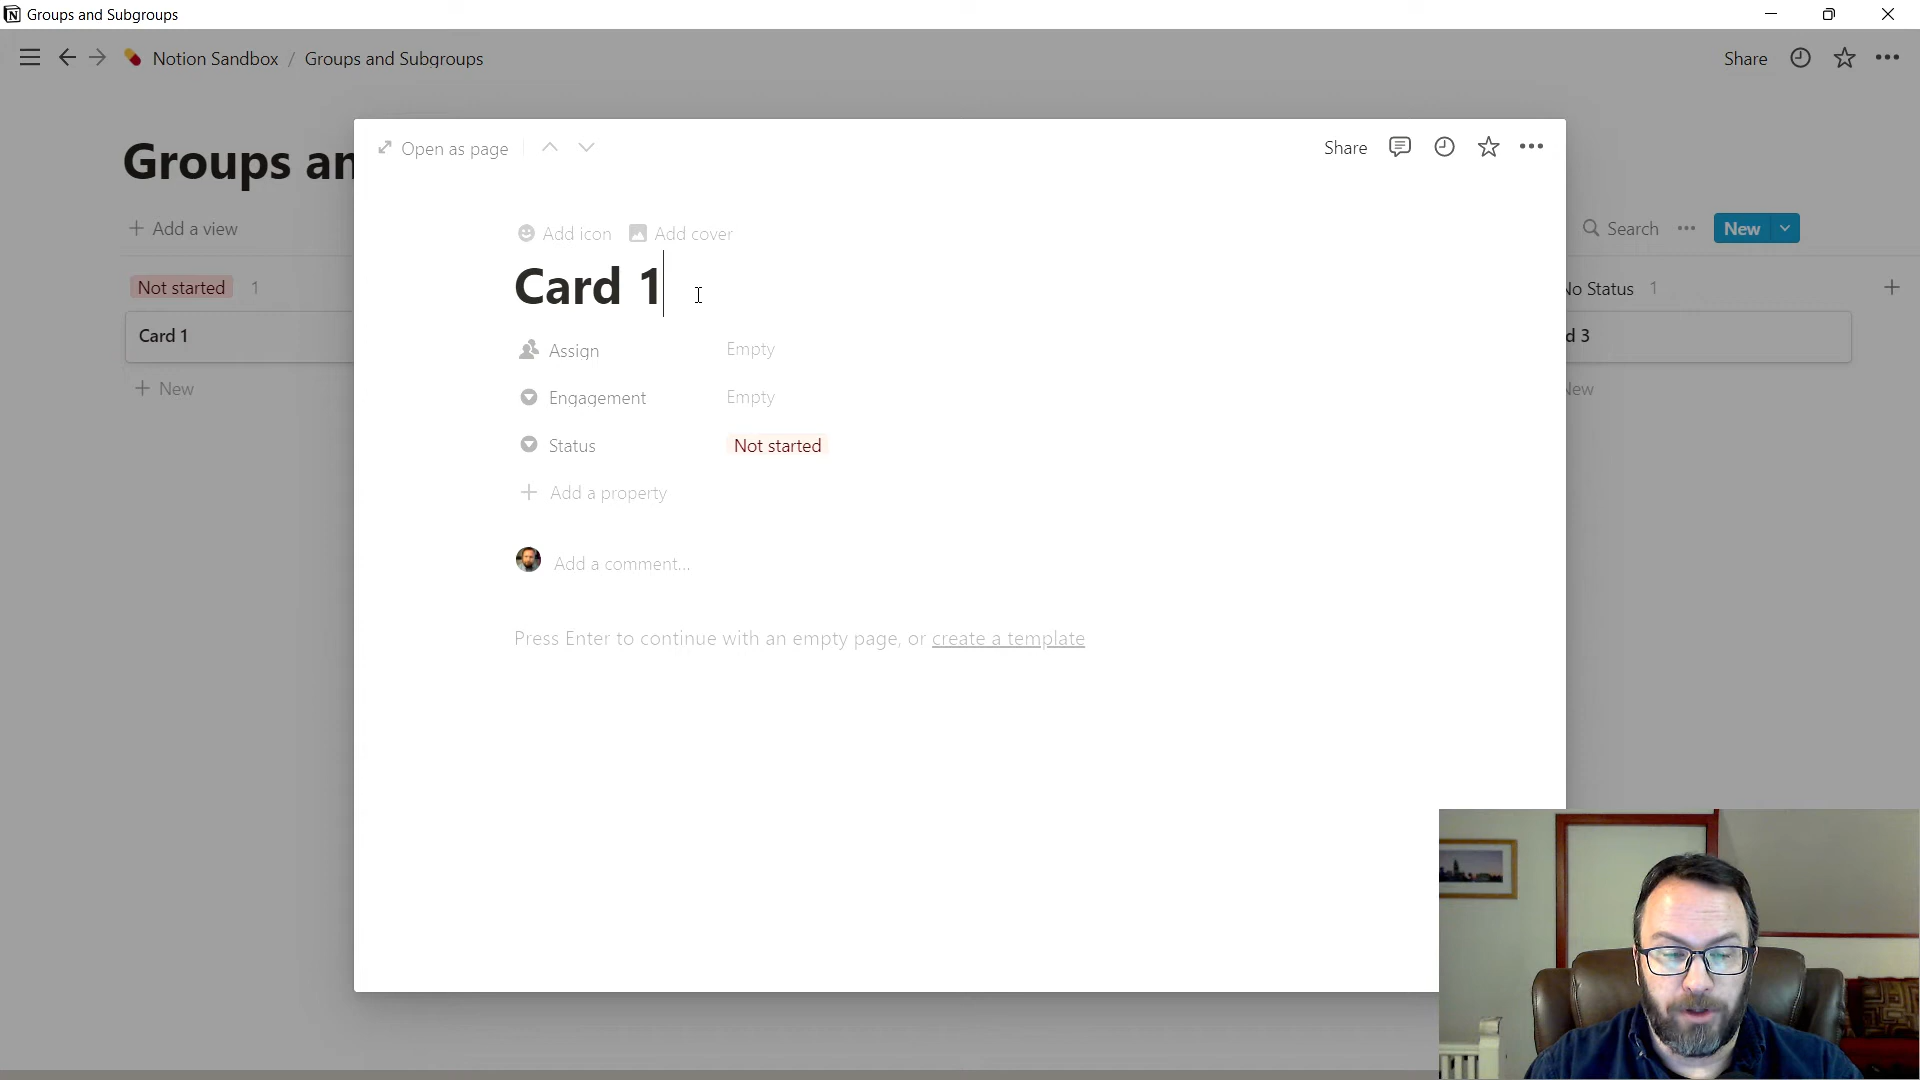 Groups and Subgroups
Notion Sandbox / Groups and Subgroups
Share
Groups an
Open as page
Share
Add icon Add cover
+ Add a view
Search
New
Card 1
Not started 1
No Status 1
Card 1
d 3
Assign Empty
+ New
New
Engagement Empty
Status Not started
+ Add a property
Add a comment...
Press Enter to continue with an empty page, or create a template